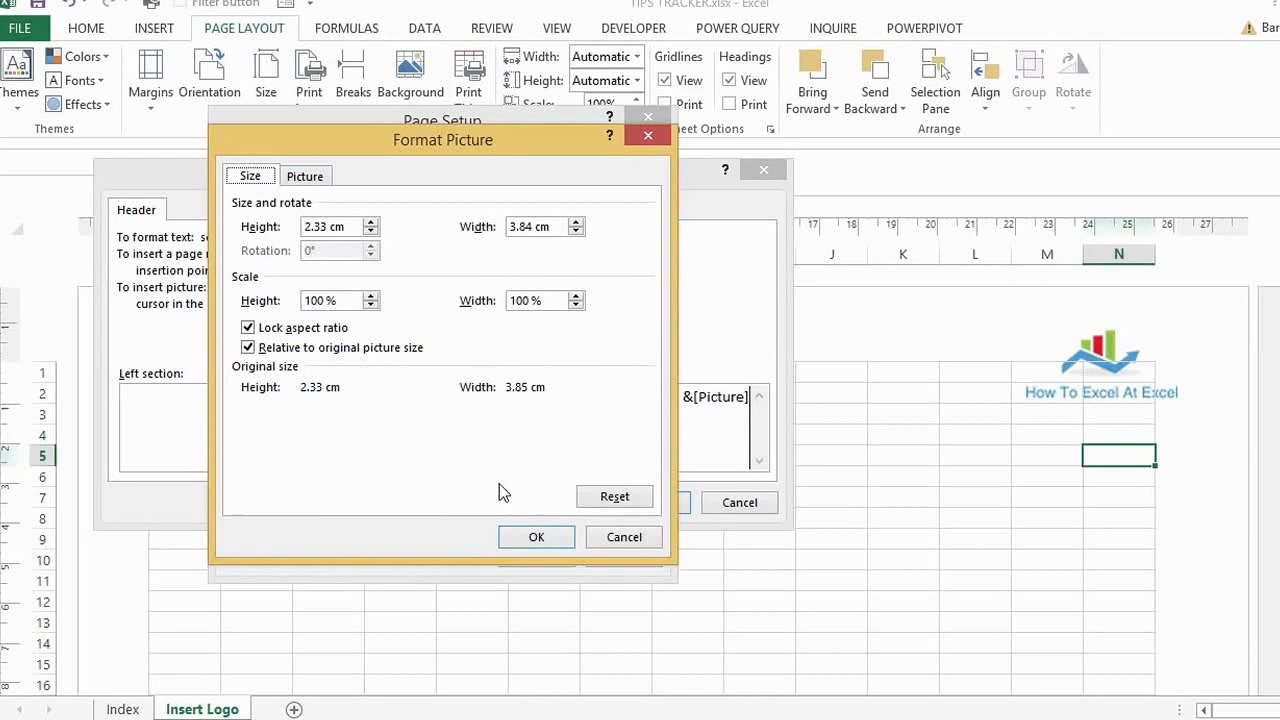 Filter Button
TIPS TRACKER.xlsx - Excel
FILE HOME INSERT PAGE LAYOUT FORMULAS DATA REVIEW VIEW DEVELOPER POWER QUERY INQUIRE POWERPIVOT
Aa Colors Width: Automatic Gridlines Headings
Fonts Height: Automatic View View
Effects Scale: 100% Print Print
Themes Margins Orientation Size Print Breaks Background Print Bring Forward Send Backward Selection Pane Align Group Rotate
Themes Sheet Options Arrange
Page Setup ?
Format Picture ?
?
Size Picture
Size and rotate
Height: 2.33 cm Width: 3.84 cm
Rotation: 0°
Scale
Height: 100 % Width: 100 %
Lock aspect ratio
Relative to original picture size
Original size
Height: 2.33 cm Width: 3.85 cm
Reset
OK Cancel
Header
To format text:
To insert a page
insertion poin
To insert picture:
cursor in the
Left section:
&[Picture]
Cancel
17 18 19 20 21 22 23 24 25 26 27
J K L M N
How To Excel At Excel
1
2
3
4
5
6
7
8
9
10
11
12
13
14
15
16
Index Insert Logo